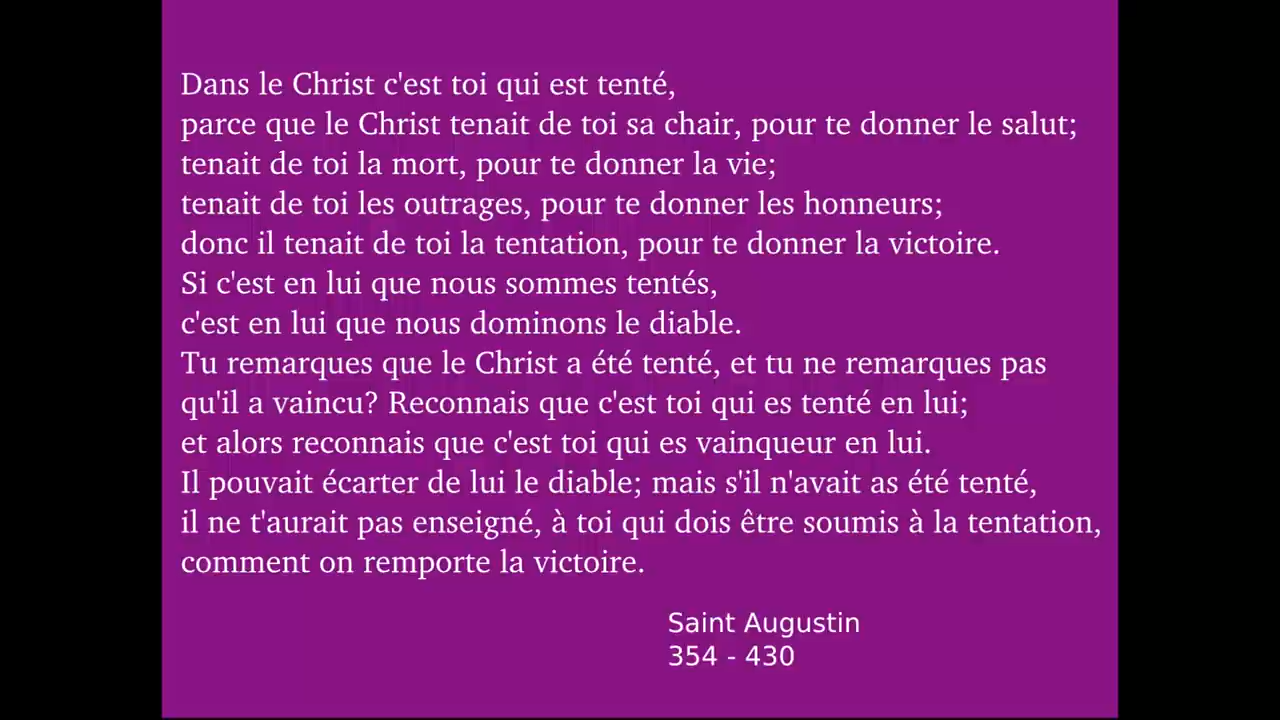 Dans le Christ c'est toi qui est tenté,
parce que le Christ tenait de toi sa chair, pour te donner le salut;
tenait de toi la mort, pour te donner la vie;
tenait de toi les outrages, pour te donner les honneurs;
donc il tenait de toi la tentation, pour te donner la victoire.
Si c'est en lui que nous sommes tentés,
c'est en lui que nous dominons le diable.
Tu remarques que le Christ a été tenté, et tu ne remarques pas
qu'il a vaincu? Reconnais que c'est toi qui es tenté en lui;
et alors reconnais que c'est toi qui es vainqueur en lui.
Il pouvait écarter de lui le diable; mais s'il n'avait as été tenté,
il ne t'aurait pas enseigné, à toi qui dois être soumis à la tentation,
comment on remporte la victoire.
Saint Augustin
354 - 430